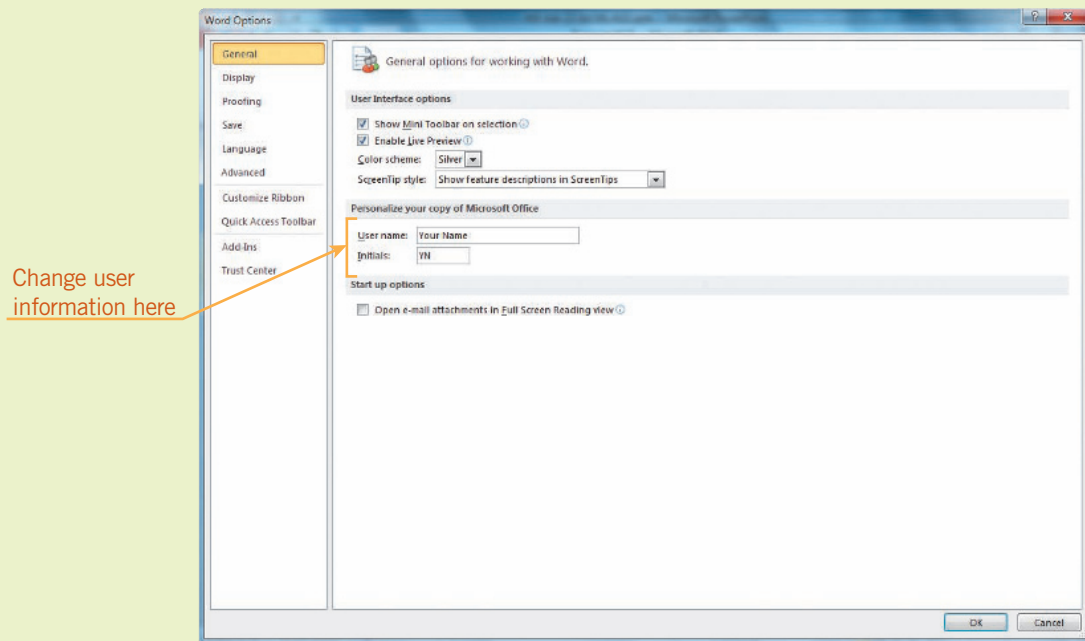 Word Options
General
Display
Proofing
Save
Language
Advanced
Customize Ribbon
Quick Access Toolbar
Add-Ins
Trust Center
General options for working with Word.
User Interface options
Show Mini Toolbar on selection
Enable Live Preview
Color scheme: Silver
ScreenTip style: Show feature descriptions in ScreenTips
Personalize your copy of Microsoft Office
User name: Your Name
Initials: YN
Start up options
Open e-mail attachments in Full Screen Reading view
Change user
information here
OK Cancel